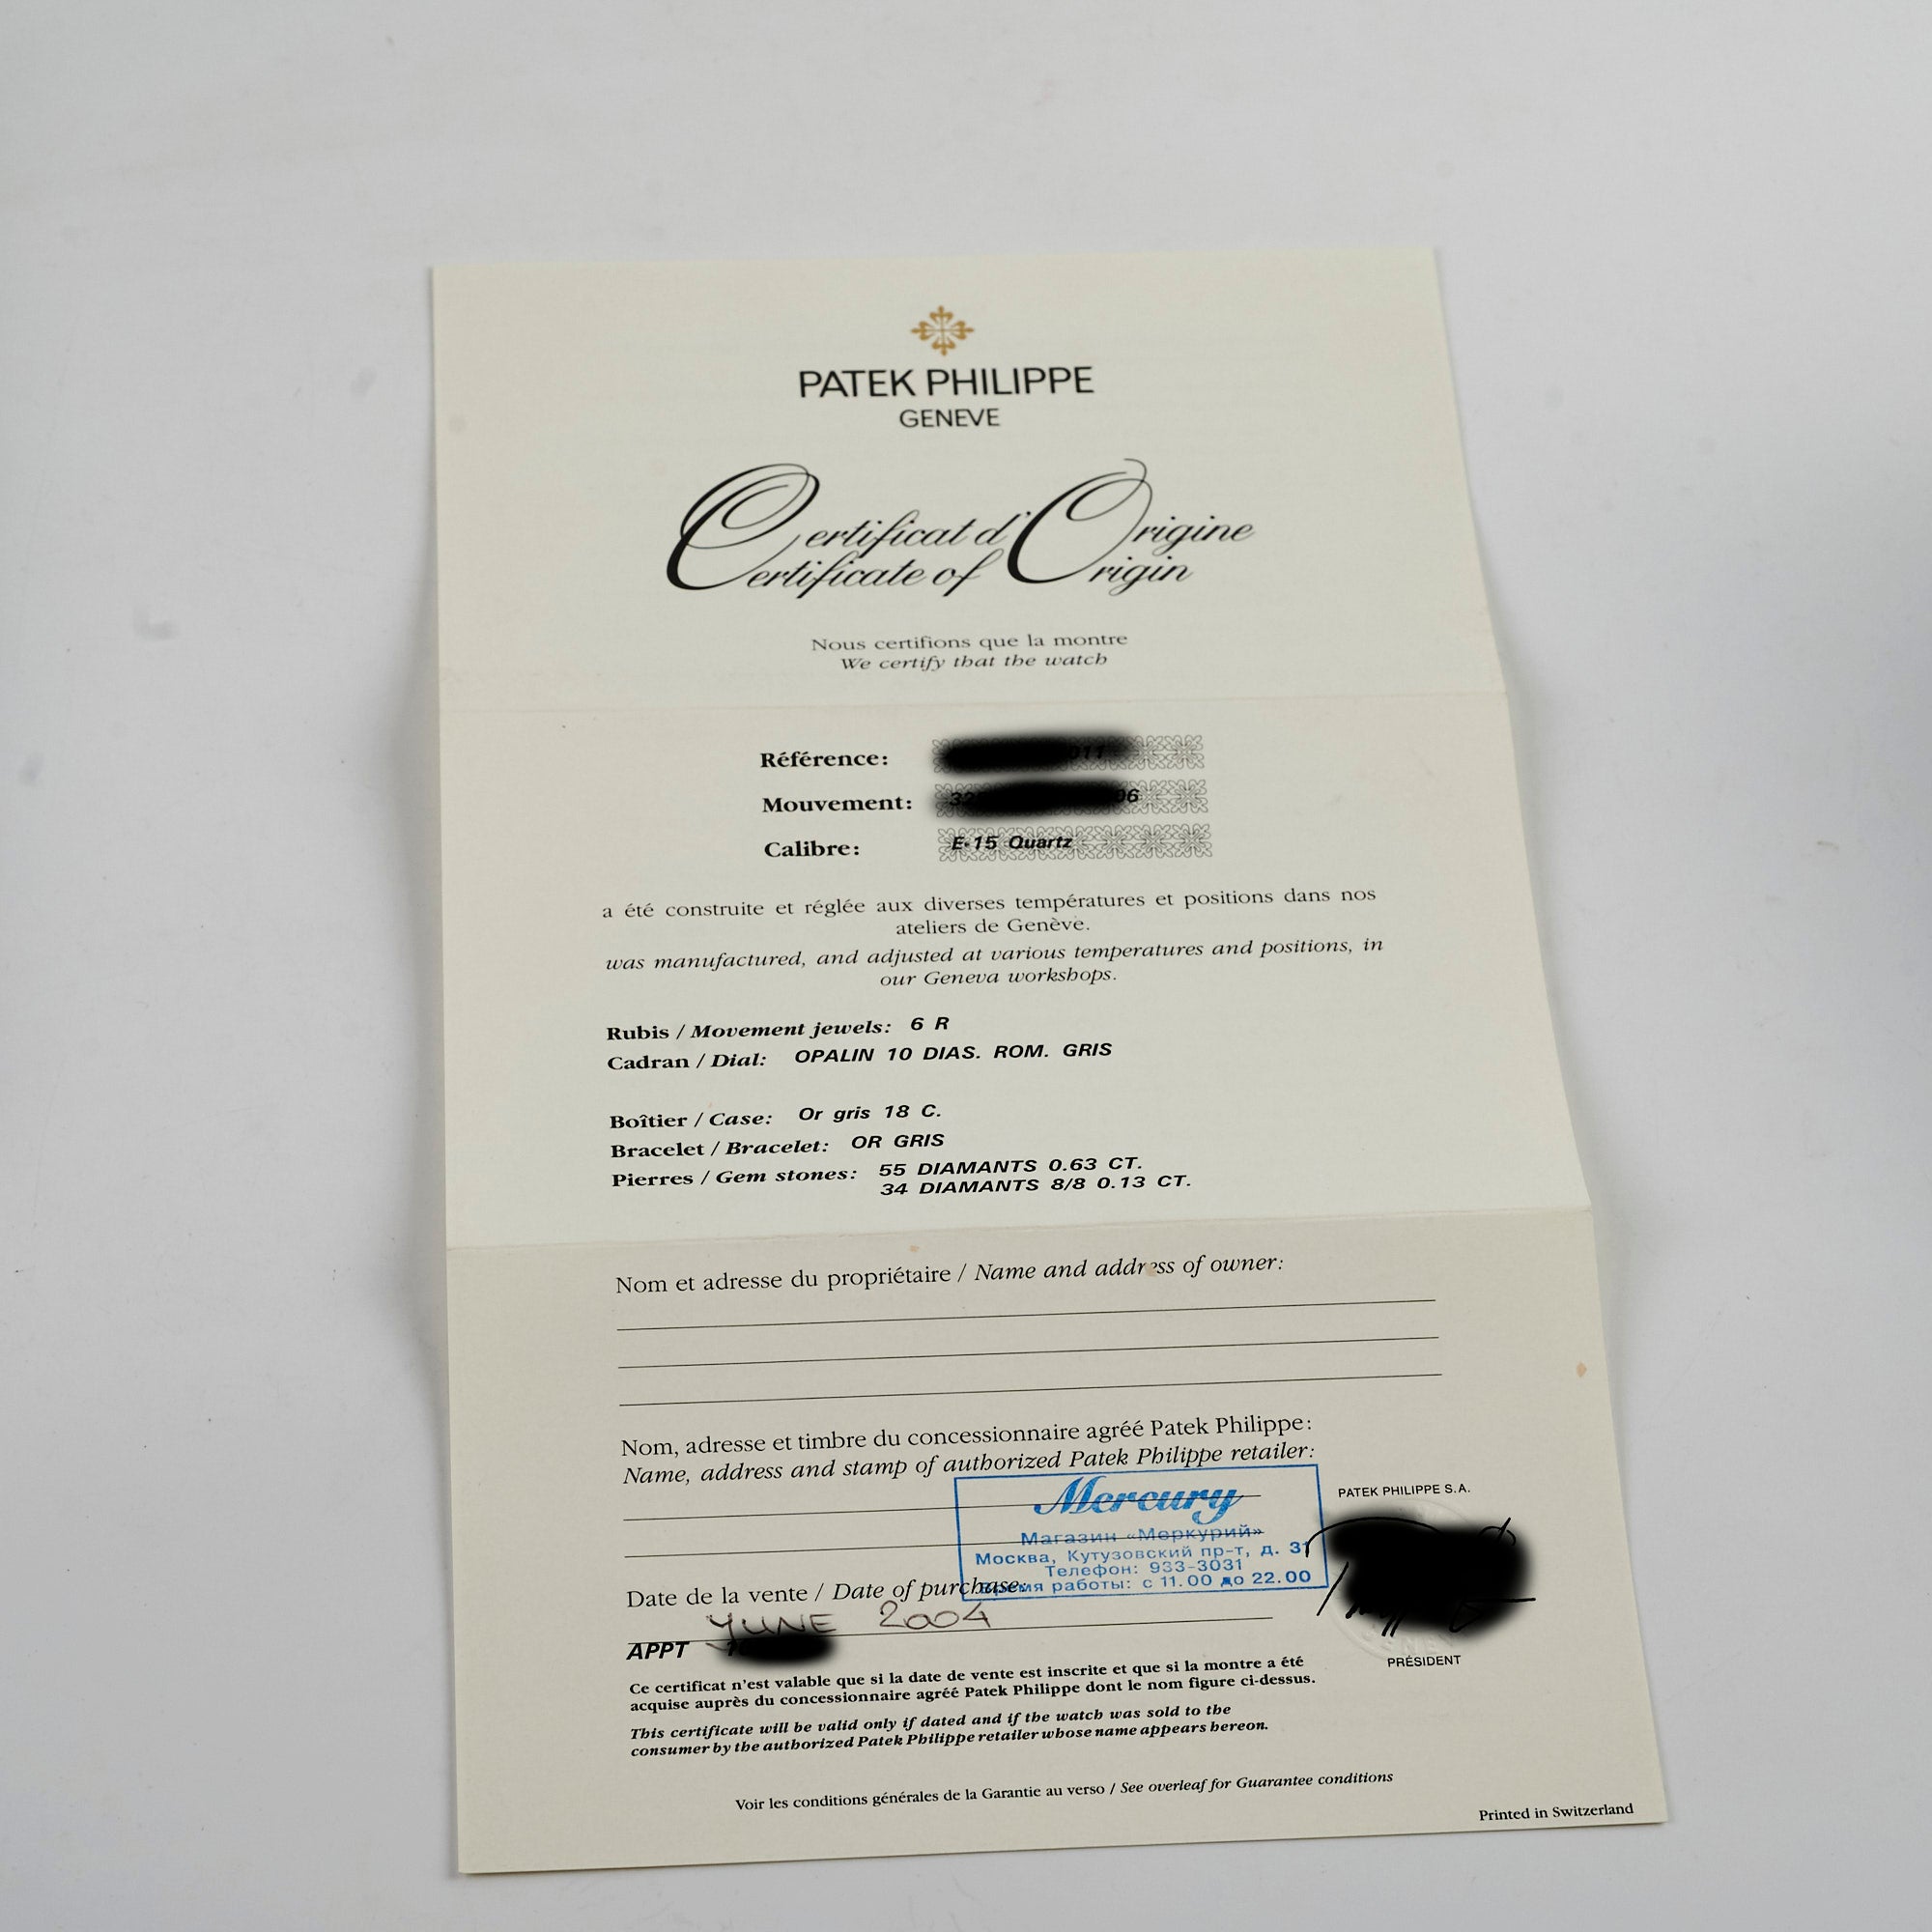 PATEK PHILIPPE
GENEVE
Certificat d'Origine
Certificate of Origin
Nous certifions que la montre
We certify that the watch
Référence: 011
Mouvement: 32 06
Calibre: E-15 Quartz
a été construite et réglée aux diverses températures et positions dans nos
ateliers de Genève.
was manufactured, and adjusted at various temperatures and positions, in
our Geneva workshops.
Rubis / Movement jewels: 6 R
Cadran / Dial: OPALIN 10 DIAS. ROM. GRIS
Boîtier / Case: Or gris 18 C.
Bracelet / Bracelet: OR GRIS
Pierres / Gem stones: 55 DIAMANTS 0.63 CT.
34 DIAMANTS 8/8 0.13 CT.
Nom et adresse du propriétaire / Name and address of owner:
Nom, adresse et timbre du concessionnaire agréé Patek Philippe:
Name, address and stamp of authorized Patek Philippe retailer:
Mercury
Магазин «Меркурий»
Москва, Кутузовский пр-т, д. 31
Телефон: 933-3031
Время работы: с 11.00 до 22.00
PATEK PHILIPPE S.A.
PRÉSIDENT
Date de la vente / Date of purchase:
JUNE 2004
APPT
Ce certificat n'est valable que si la date de vente est inscrite et que si la montre a été
acquise auprès du concessionnaire agréé Patek Philippe dont le nom figure ci-dessus.
This certificate will be valid only if dated and if the watch was sold to the
consumer by the authorized Patek Philippe retailer whose name appears hereon.
Voir les conditions générales de la Garantie au verso / See overleaf for Guarantee conditions
Printed in Switzerland